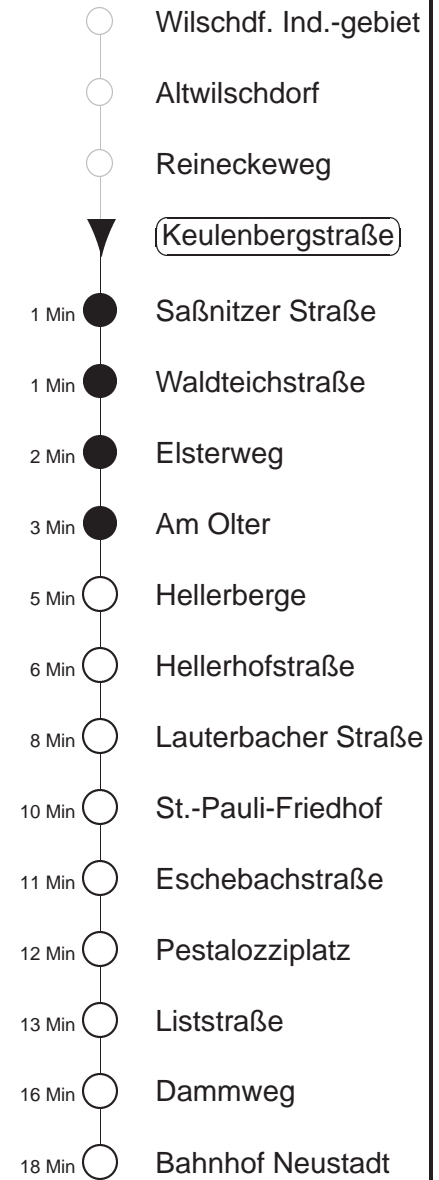 Wilschdf. Ind.-gebiet
Altwilschdorf
Reineckeweg
Keulenbergstraße
1 Min Saßnitzer Straße
1 Min Waldteichstraße
2 Min Elsterweg
3 Min Am Olter
5 Min Hellerberge
6 Min Hellerhofstraße
8 Min Lauterbacher Straße
10 Min St.-Pauli-Friedhof
11 Min Eschebachstraße
12 Min Pestalozziplatz
13 Min Liststraße
16 Min Dammweg
18 Min Bahnhof Neustadt